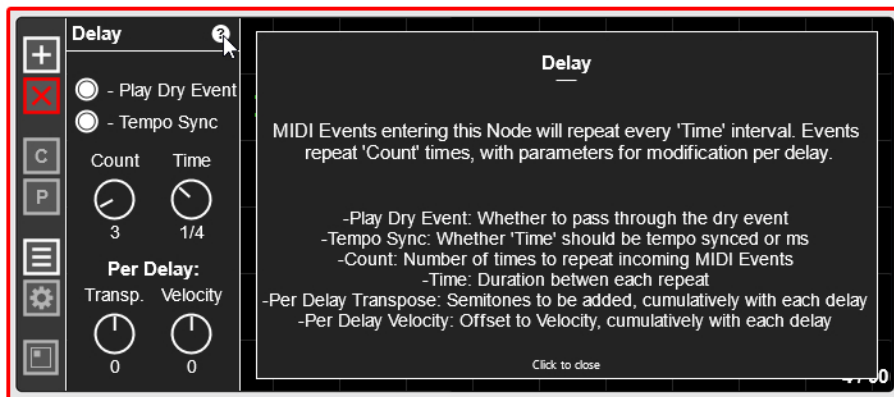 Delay ?
- Play Dry Event
- Tempo Sync
C
P
Count Time
3 1/4
Per Delay:
Transp. Velocity
0 0
Delay
MIDI Events entering this Node will repeat every 'Time' interval. Events
repeat 'Count' times, with parameters for modification per delay.
-Play Dry Event: Whether to pass through the dry event
-Tempo Sync: Whether 'Time' should be tempo synced or ms
-Count: Number of times to repeat incoming MIDI Events
-Time: Duration betwen each repeat
-Per Delay Transpose: Semitones to be added, cumulatively with each delay
-Per Delay Velocity: Offset to Velocity, cumulatively with each delay
Click to close